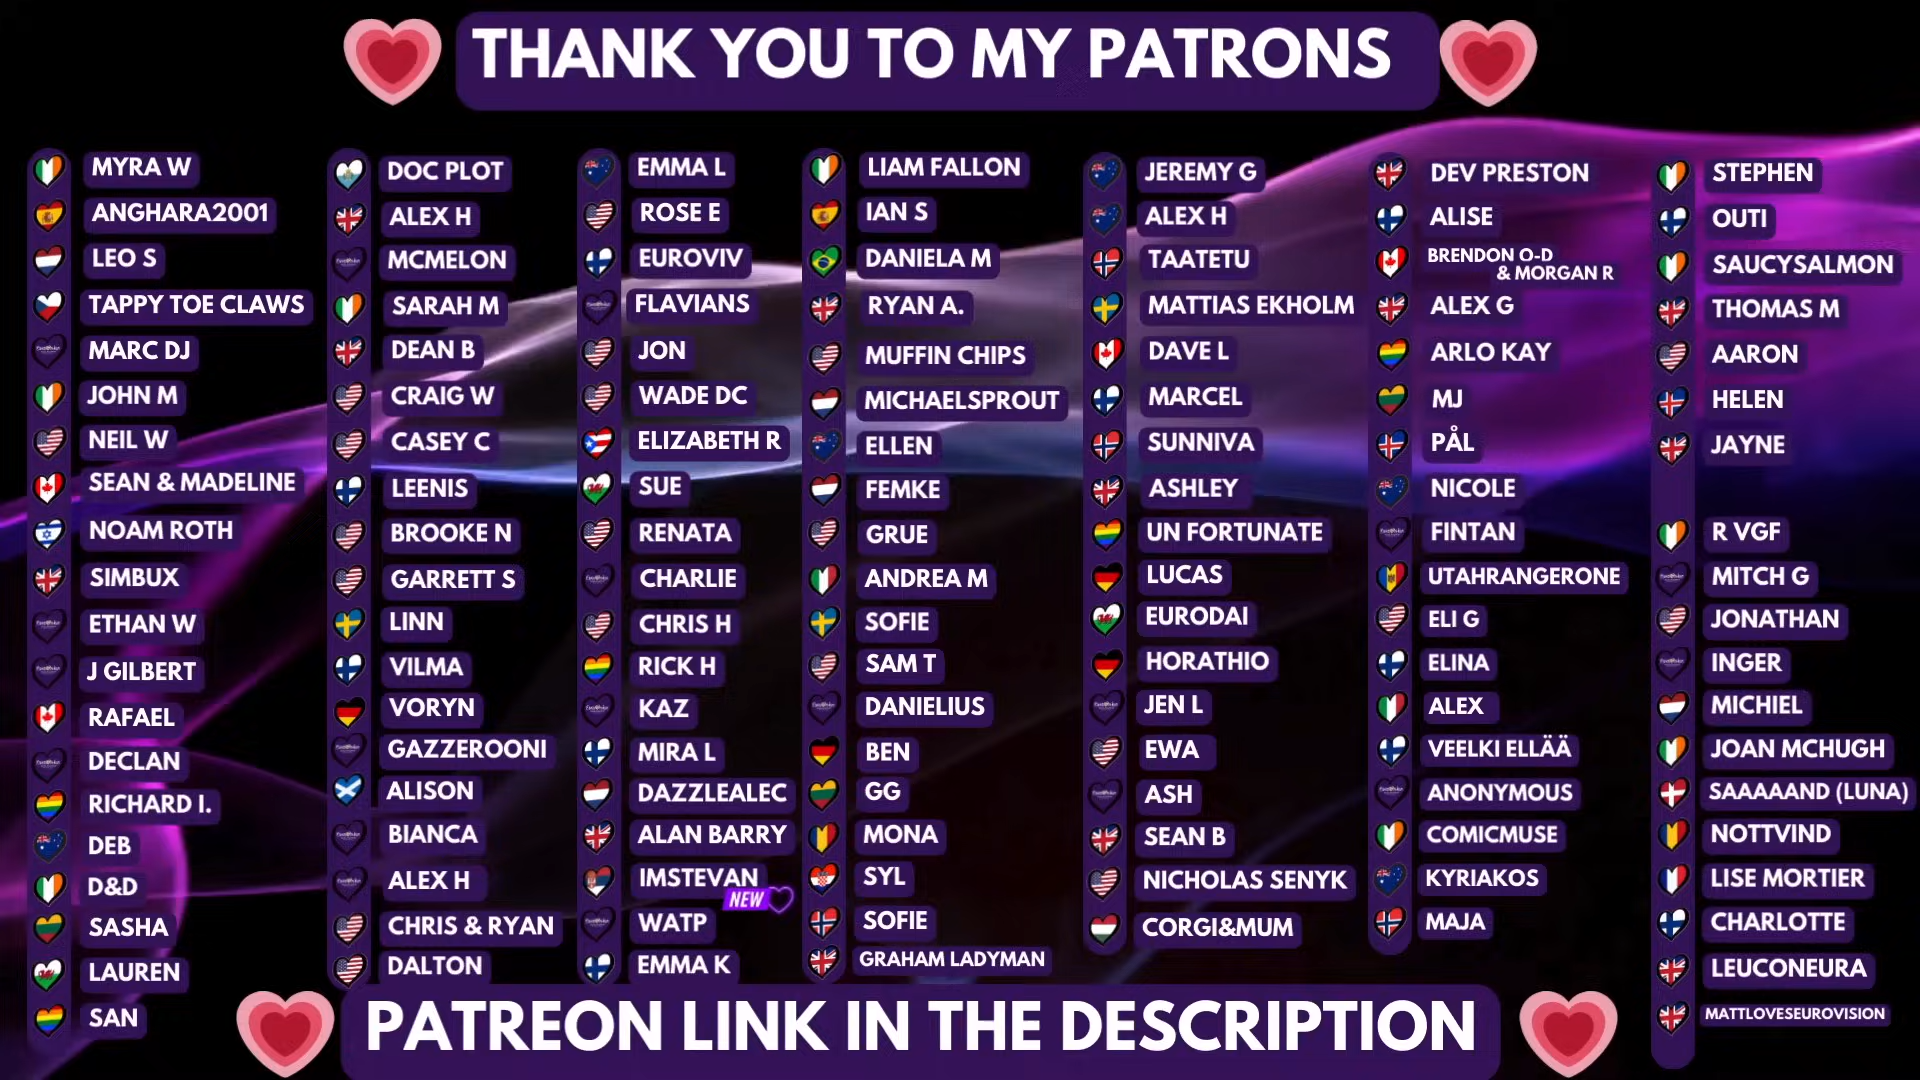 THANK YOU TO MY PATRONS
MYRA W
ANGHARA2001
LEO S
TAPPY TOE CLAWS
MARC DJ
JOHN M
NEIL W
SEAN & MADELINE
NOAM ROTH
SIMBUX
ETHAN W
J GILBERT
RAFAEL
DECLAN
RICHARD I.
DEB
D&D
SASHA
LAUREN
SAN
DOC PLOT
ALEX H
MCMELON
SARAH M
DEAN B
CRAIG W
CASEY C
LEENIS
BROOKE N
GARRETT S
LINN
VILMA
VORYN
GAZZEROONI
ALISON
BIANCA
ALEX H
CHRIS & RYAN
DALTON
EMMA L
ROSE E
EUROVIV
FLAVIANS
JON
WADE DC
ELIZABETH R
SUE
RENATA
CHARLIE
CHRIS H
RICK H
KAZ
MIRA L
DAZZLEALEC
ALAN BARRY
IMSTEVAN
NEW
WATP
EMMA K
LIAM FALLON
IAN S
DANIELA M
RYAN A.
MUFFIN CHIPS
MICHAELSPROUT
ELLEN
FEMKE
GRUE
ANDREA M
SOFIE
SAM T
DANIELIUS
BEN
GG
MONA
SYL
SOFIE
GRAHAM LADYMAN
JEREMY G
ALEX H
TAATETU
MATTIAS EKHOLM
DAVE L
MARCEL
SUNNIVA
ASHLEY
UN FORTUNATE
LUCAS
EURODAI
HORATHIO
JEN L
EWA
ASH
SEAN B
NICHOLAS SENYK
CORGI&MUM
DEV PRESTON
ALISE
BRENDON O-D
& MORGAN R
ALEX G
ARLO KAY
MJ
PÅL
NICOLE
FINTAN
UTAHRANGERONE
ELI G
ELINA
ALEX
VEELKI ELLÄÄ
ANONYMOUS
COMICMUSE
KYRIAKOS
MAJA
STEPHEN
OUTI
SAUCYSALMON
THOMAS M
AARON
HELEN
JAYNE
R VGF
MITCH G
JONATHAN
INGER
MICHIEL
JOAN MCHUGH
SAAAAAND (LUNA)
NOTTVIND
LISE MORTIER
CHARLOTTE
LEUCONEURA
MATTLOVESEUROVISION
PATREON LINK IN THE DESCRIPTION